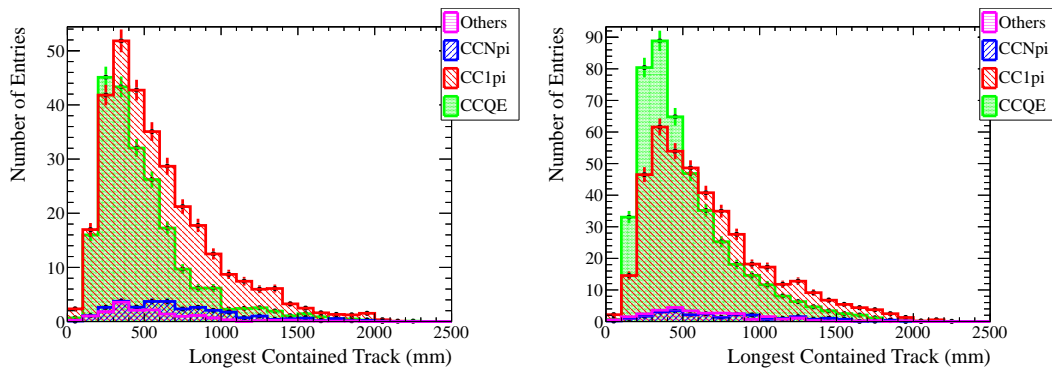 Number of Entries
50
40
30
20
10
0
0
500
1000
1500
2000
2500
Longest Contained Track (mm)
Others
CCNpi
CC1pi
CCQE
Number of Entries
90
80
70
60
50
40
30
20
10
0
0
500
1000
1500
2000
2500
Longest Contained Track (mm)
Others
CCNpi
CC1pi
CCQE